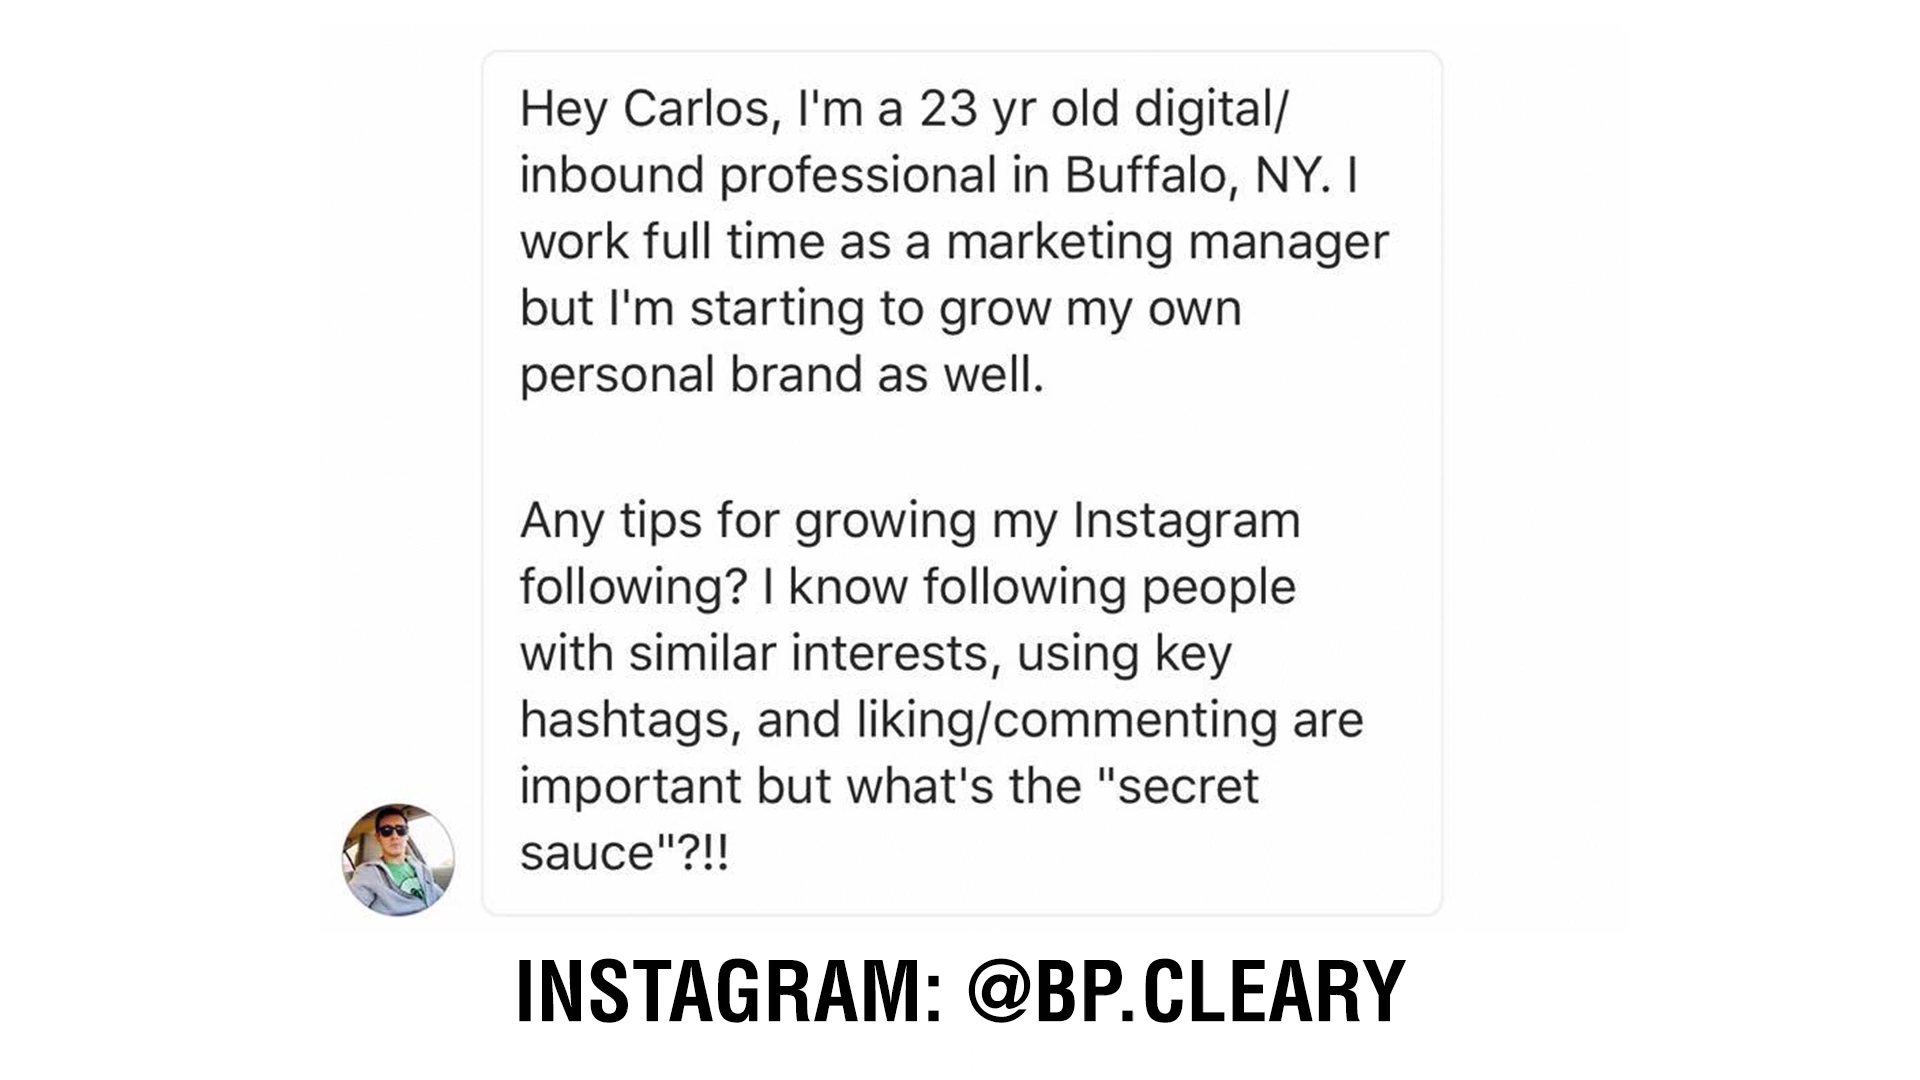 Hey Carlos, I'm a 23 yr old digital/
inbound professional in Buffalo, NY. I
work full time as a marketing manager
but I'm starting to grow my own
personal brand as well.
Any tips for growing my Instagram
following? I know following people
with similar interests, using key
hashtags, and liking/commenting are
important but what's the "secret
sauce"?!!
INSTAGRAM: @BP.CLEARY